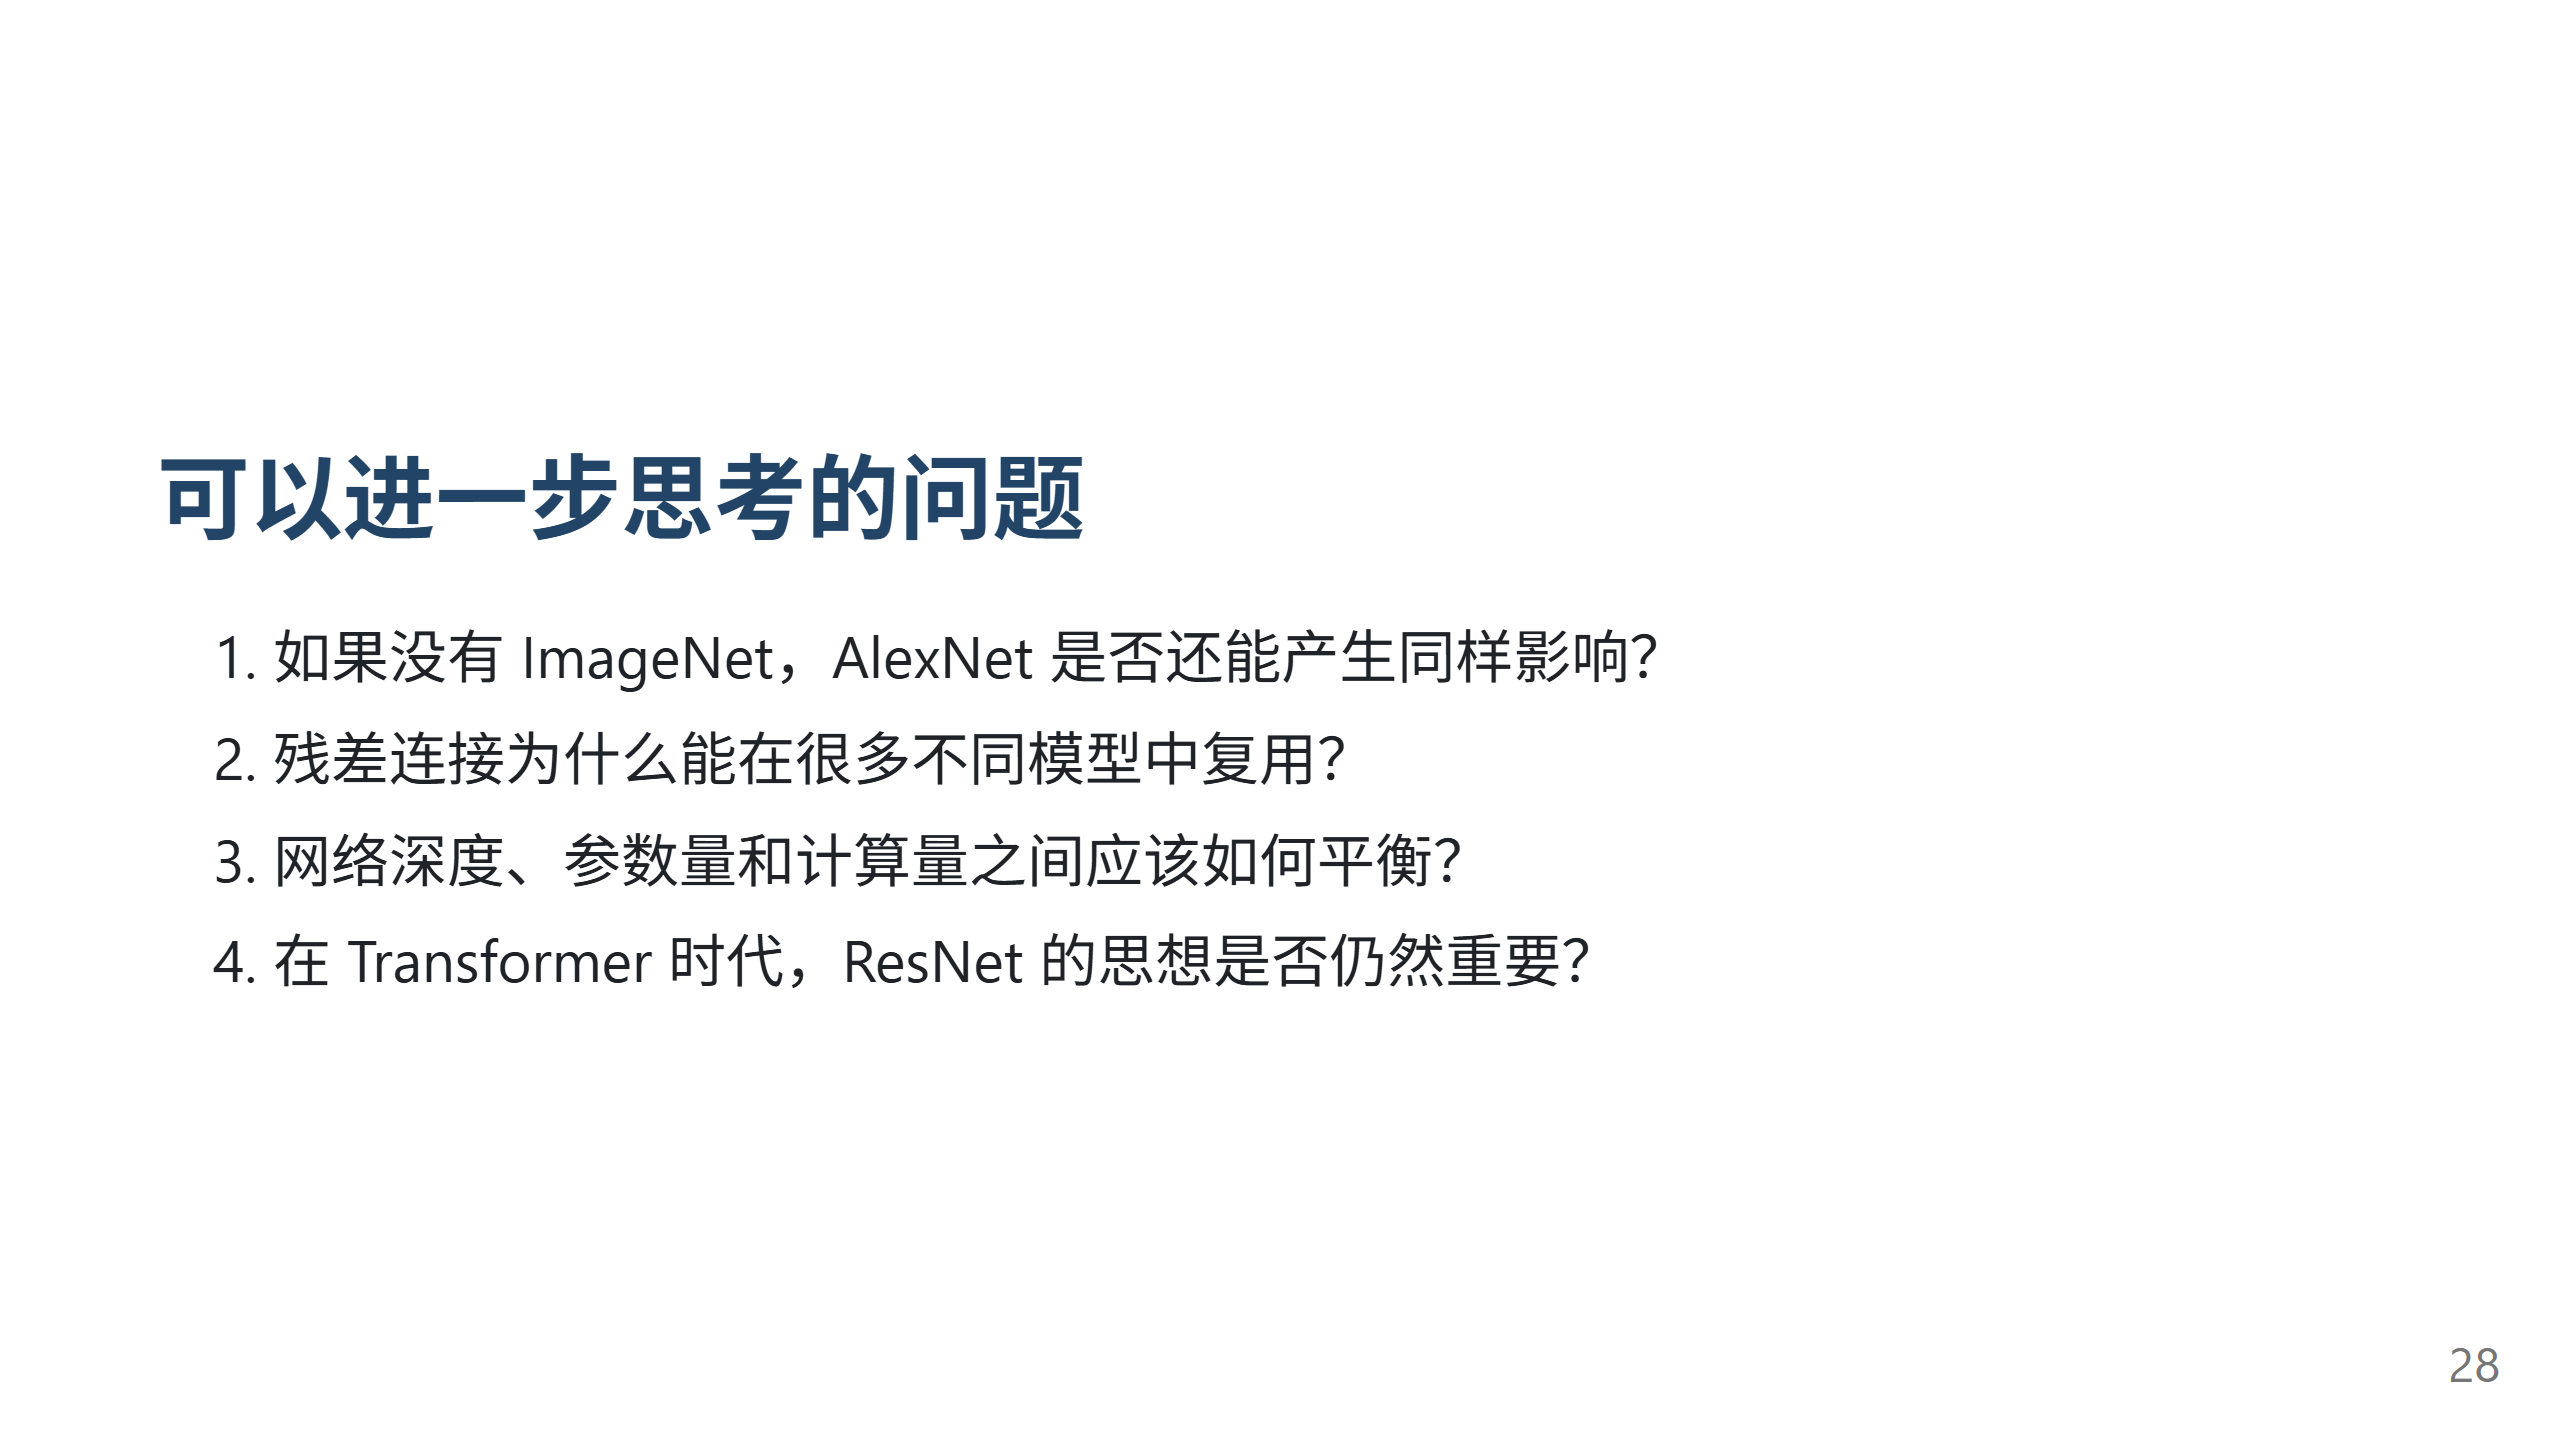 可以进一步思考的问题
1. 如果没有 ImageNet，AlexNet 是否还能产生同样影响？
2. 残差连接为什么能在很多不同模型中复用？
3. 网络深度、参数量和计算量之间应该如何平衡？
4. 在 Transformer 时代，ResNet 的思想是否仍然重要？
28